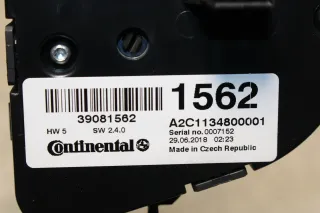 39081562
1562
HW 5 SW 2.4.0
A2C1134800001
Serial no.:0007152
29.06.2018 02:23
Continental
Made in Czech Republic